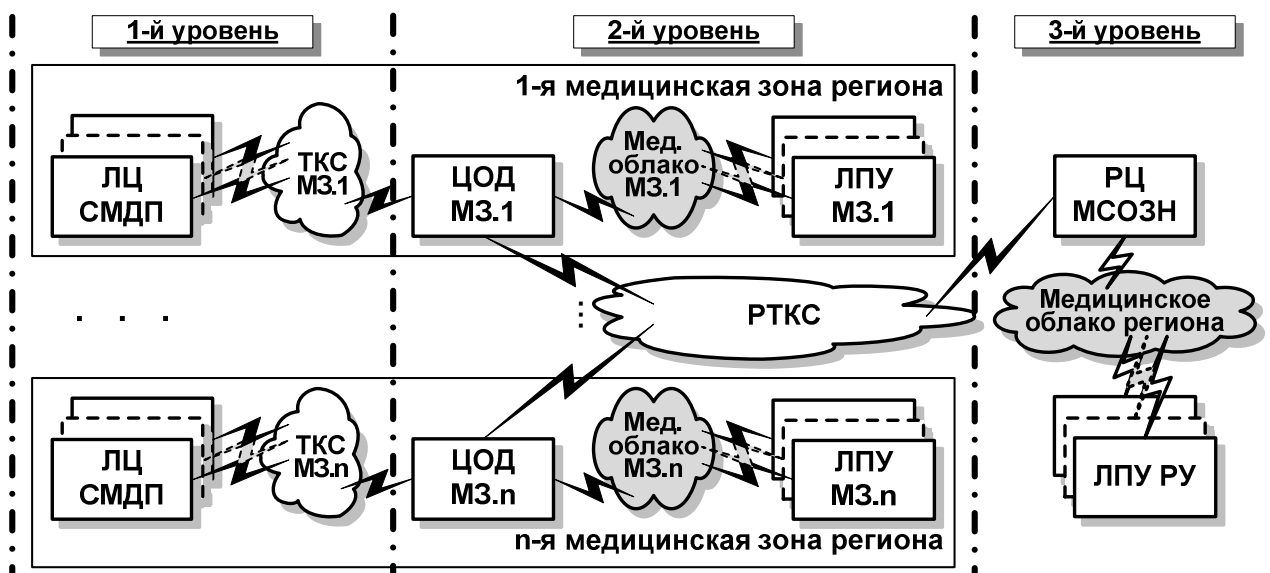 1-й уровень
2-й уровень
3-й уровень
1-я медицинская зона региона
ЛЦ
СМДП
ТКС
МЗ.1
ЦОД
МЗ.1
Мед.
облако
МЗ.1
ЛПУ
МЗ.1
РЦ
МСОЗН
. . .
...
РТКС
Медицинское
облако региона
ЛЦ
СМДП
ТКС
МЗ.n
ЦОД
МЗ.n
Мед.
облако
МЗ.n
ЛПУ
МЗ.n
ЛПУ РУ
n-я медицинская зона региона